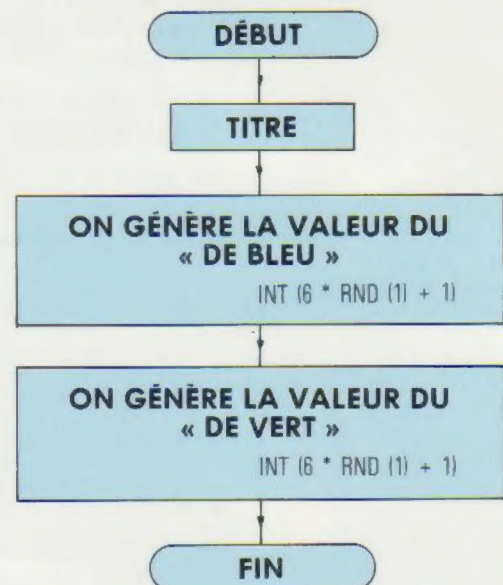 DÉBUT
TITRE
ON GÉNÈRE LA VALEUR DU
« DE BLEU »
INT (6 * RND (1) + 1)
ON GÉNÈRE LA VALEUR DU
« DE VERT »
INT (6 * RND (1) + 1)
FIN